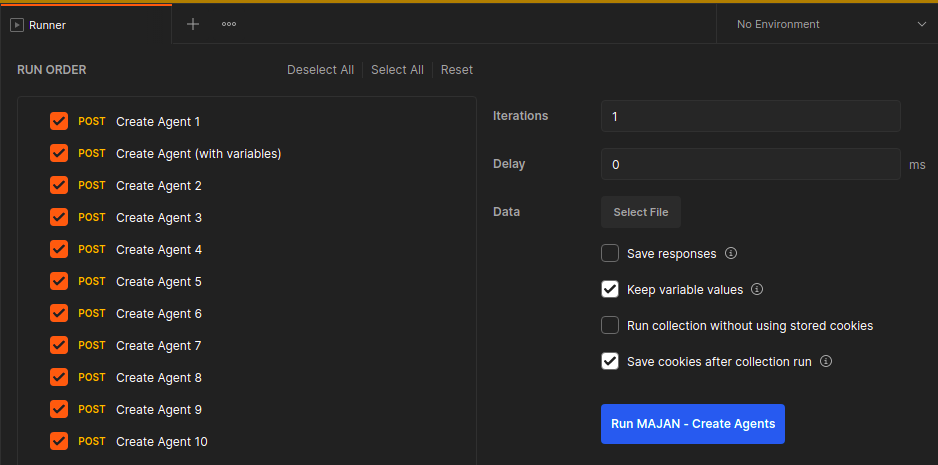 Runner
No Environment
RUN ORDER
Deselect All
Select All
Reset
POST Create Agent 1
POST Create Agent (with variables)
POST Create Agent 2
POST Create Agent 3
POST Create Agent 4
POST Create Agent 5
POST Create Agent 6
POST Create Agent 7
POST Create Agent 8
POST Create Agent 9
POST Create Agent 10
Iterations 1
Delay 0 ms
Data Select File
Save responses
Keep variable values
Run collection without using stored cookies
Save cookies after collection run
Run MAJAN - Create Agents